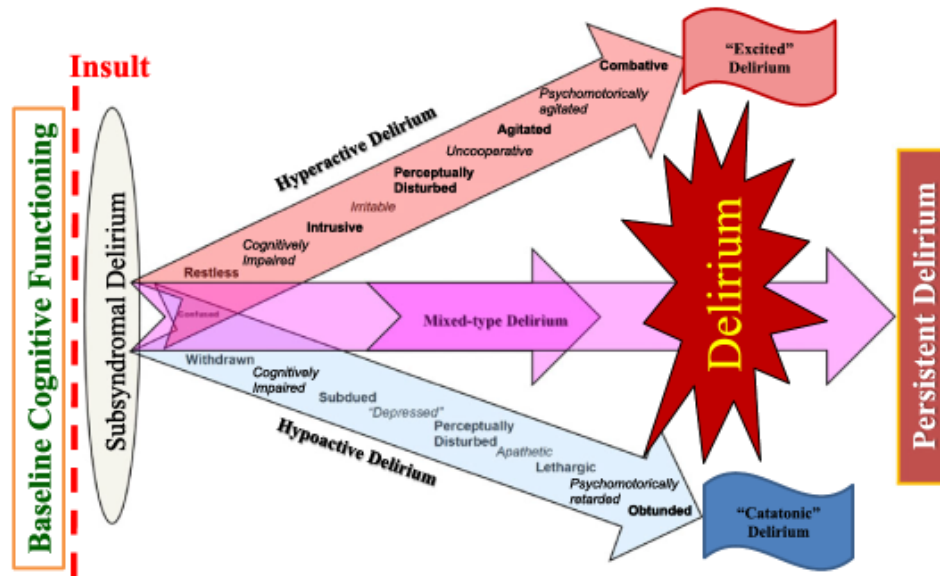 Insult
Baseline Cognitive Functioning
Subsyndromal Delirium
Hyperactive Delirium
Restless
Cognitively
Impaired
Intrusive
Irritable
Perceptually
Disturbed
Uncooperative
Agitated
Psychomotorically
agitated
Combative
"Excited"
Delirium
Confused
Mixed-type Delirium
Delirium
Persistent Delirium
Withdrawn
Cognitively
Impaired
Subdued
"Depressed"
Perceptually
Disturbed
Apathetic
Lethargic
Psychomotorically
retarded
Obtunded
Hypoactive Delirium
"Catatonic"
Delirium